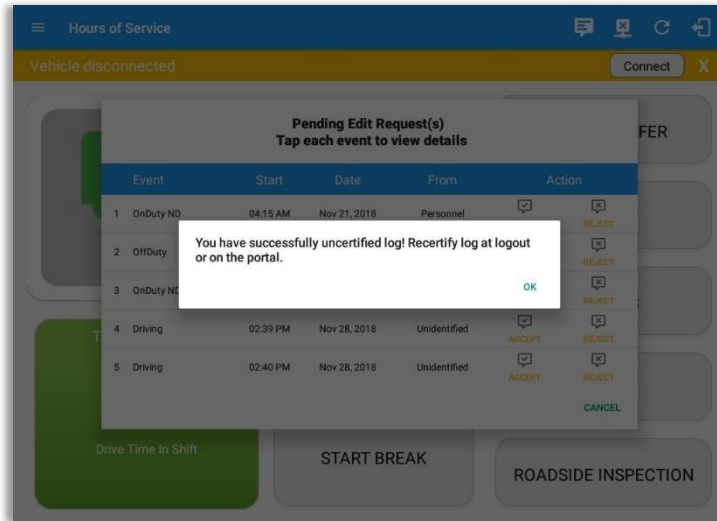 Hours of Service
Vehicle disconnected
Connect
X
Pending Edit Request(s)
Tap each event to view details
FER
Event Start Date From Action
1 OnDuty ND 04:15 AM Nov 21, 2018 Personnel
REJECT
2 OffDuty
REJECT
You have successfully uncertified log! Recertify log at logout
or on the portal.
OK
3 OnDuty ND
REJECT
4 Driving 02:39 PM Nov 28, 2018 Unidentified
ACCEPT REJECT
5 Driving 02:40 PM Nov 28, 2018 Unidentified
ACCEPT REJECT
CANCEL
Drive Time In Shift
START BREAK
ROADSIDE INSPECTION